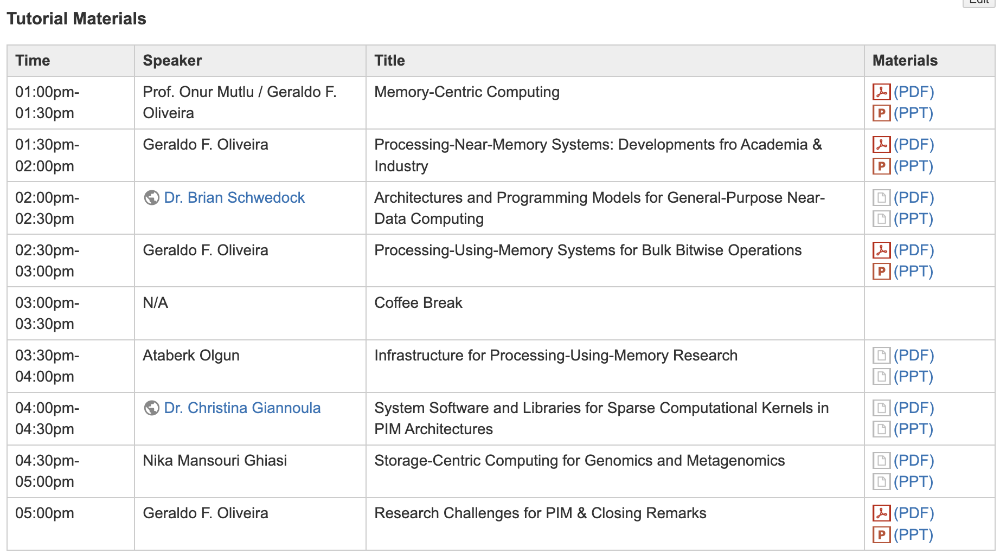 Edit
Tutorial Materials
Time Speaker Title Materials
01:00pm- Prof. Onur Mutlu / Geraldo F. Memory-Centric Computing (PDF)
01:30pm Oliveira (PPT)
01:30pm- Geraldo F. Oliveira Processing-Near-Memory Systems: Developments fro Academia & (PDF)
02:00pm Industry (PPT)
02:00pm- Dr. Brian Schwedock Architectures and Programming Models for General-Purpose Near- (PDF)
02:30pm Data Computing (PPT)
02:30pm- Geraldo F. Oliveira Processing-Using-Memory Systems for Bulk Bitwise Operations (PDF)
03:00pm (PPT)
03:00pm- N/A Coffee Break
03:30pm
03:30pm- Ataberk Olgun Infrastructure for Processing-Using-Memory Research (PDF)
04:00pm (PPT)
04:00pm- Dr. Christina Giannoula System Software and Libraries for Sparse Computational Kernels in (PDF)
04:30pm PIM Architectures (PPT)
04:30pm- Nika Mansouri Ghiasi Storage-Centric Computing for Genomics and Metagenomics (PDF)
05:00pm (PPT)
05:00pm Geraldo F. Oliveira Research Challenges for PIM & Closing Remarks (PDF)
(PPT)